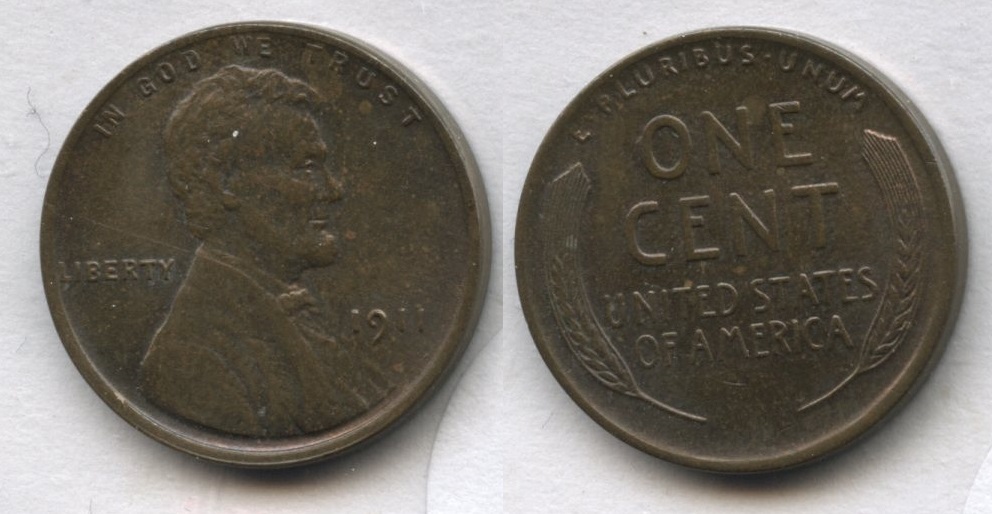 IN GOD WE TRUST
LIBERTY
1911
E·PLURIBUS·UNUM
ONE
CENT
UNITED STATES
OF AMERICA